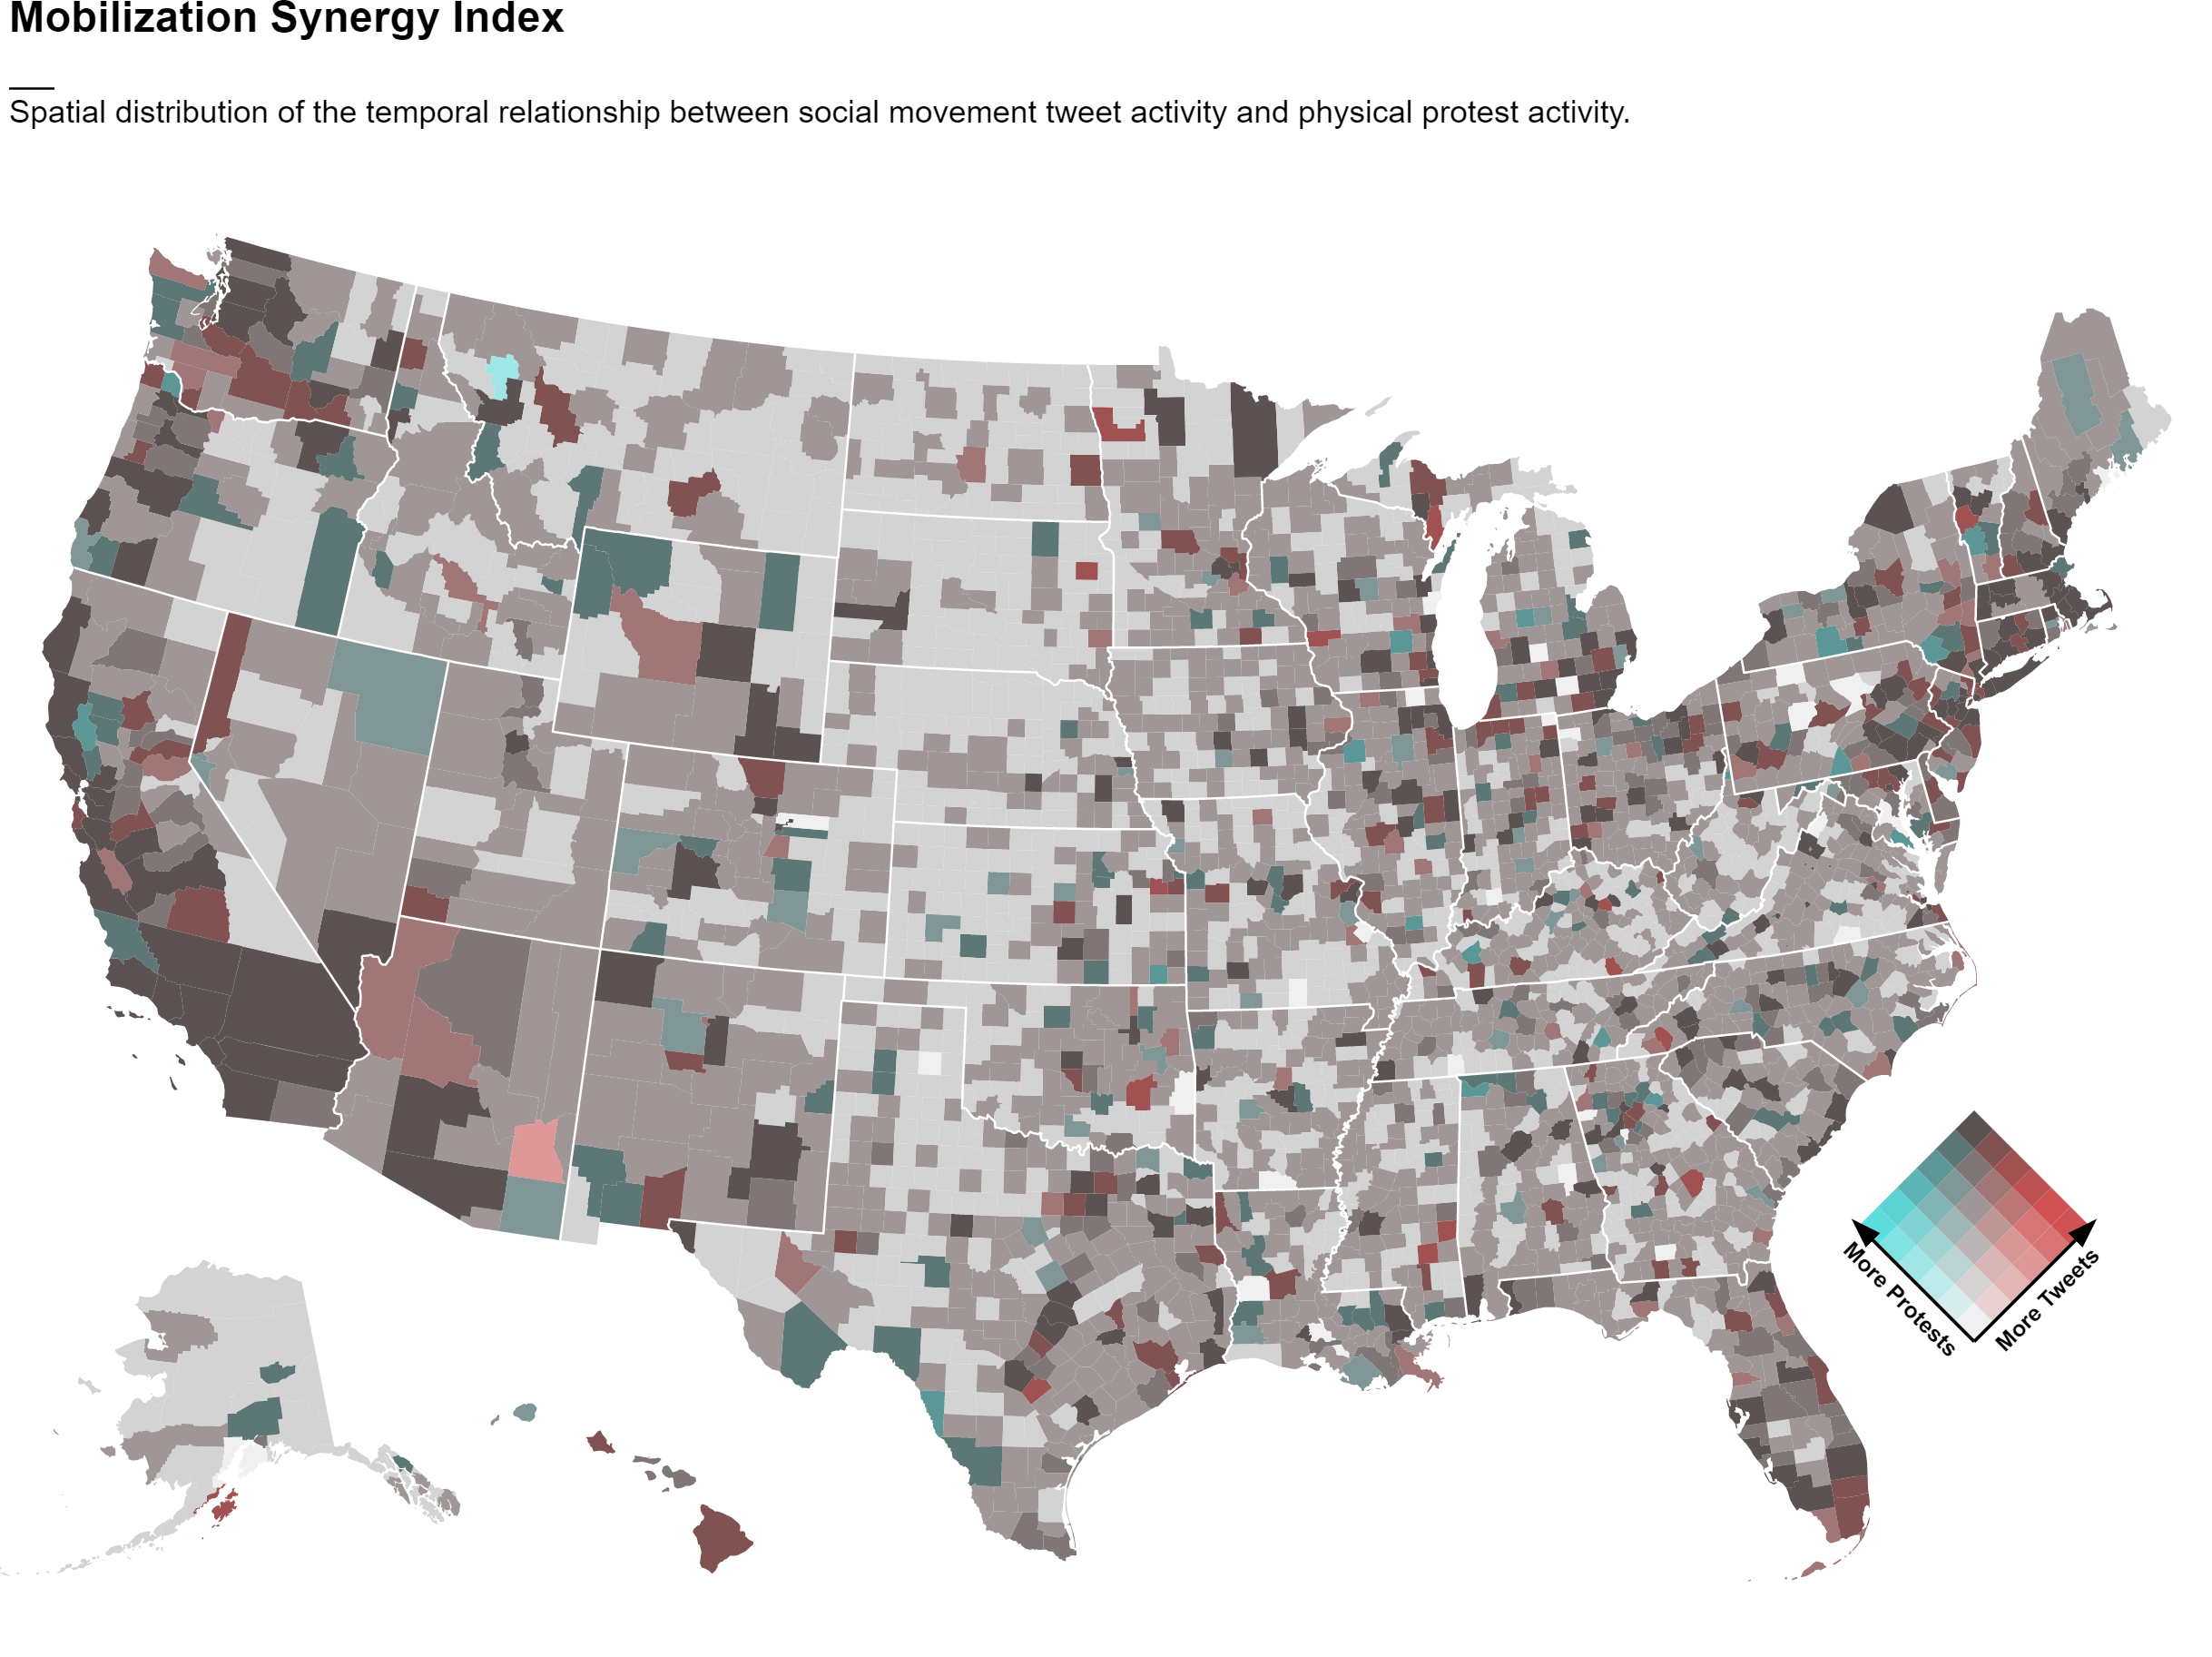 Mobilization Synergy Index
Spatial distribution of the temporal relationship between social movement tweet activity and physical protest activity.
More Protests
More Tweets